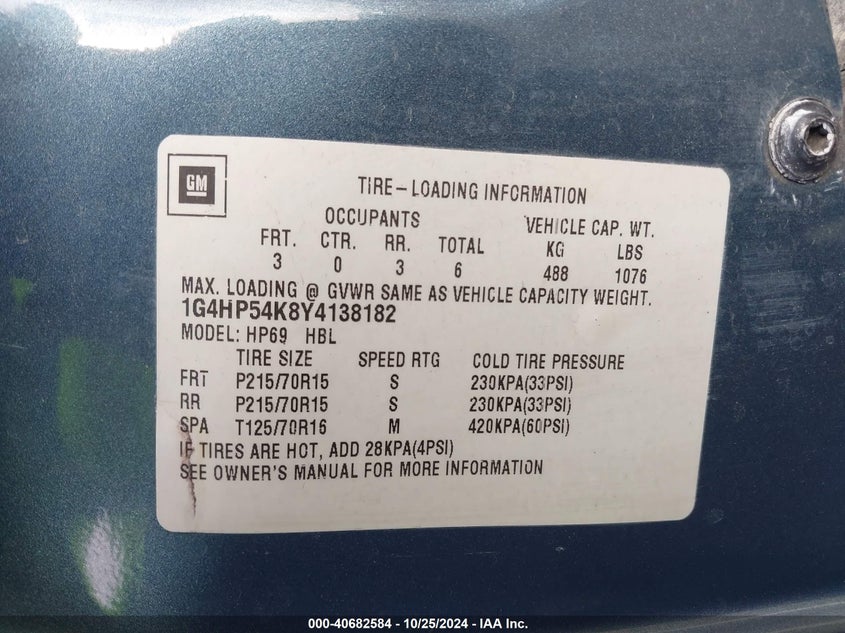 GM
TIRE-LOADING INFORMATION
OCCUPANTS VEHICLE CAP. WT.
FRT. CTR. RR. TOTAL KG LBS
3 0 3 6 488 1076
MAX. LOADING @ GVWR SAME AS VEHICLE CAPACITY WEIGHT.
1G4HP54K8Y4138182
MODEL: HP69 HBL
TIRE SIZE SPEED RTG COLD TIRE PRESSURE
FRT P215/70R15 S 230KPA(33PSI)
RR P215/70R15 S 230KPA(33PSI)
SPA T125/70R16 M 420KPA(60PSI)
IF TIRES ARE HOT, ADD 28KPA(4PSI)
SEE OWNER'S MANUAL FOR MORE INFORMATION
000-40682584 - 10/25/2024 - IAA Inc.